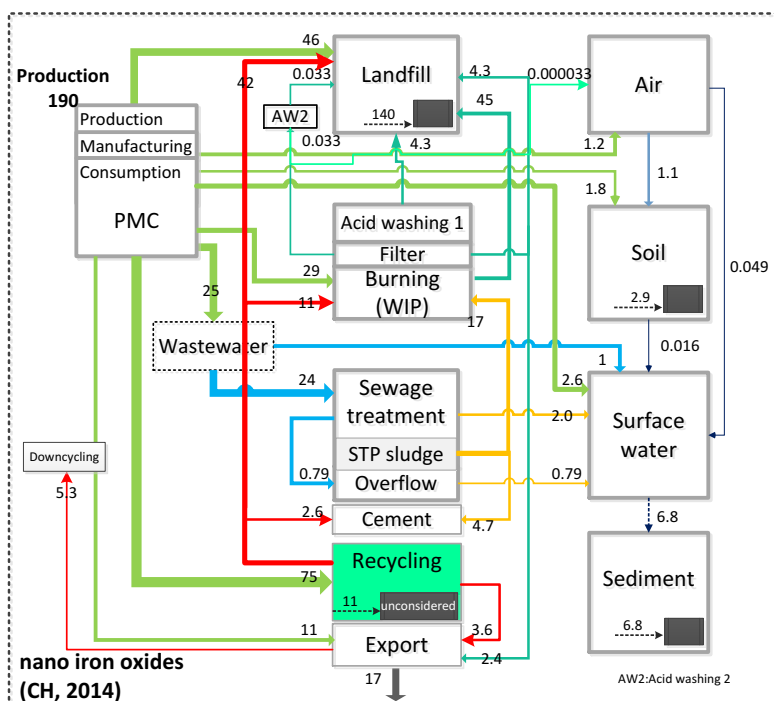 46
Production
190
42
0.033
Landfill
4.3
0.000033
Air
45
140
AW2
Production
Manufacturing
Consumption
PMC
0.033
4.3
1.2
1.1
1.8
Acid washing 1
Filter
Burning
(WIP)
Soil
2.9
0.049
29
25
11
17
0.016
Wastewater
1
24
Sewage
treatment
2.6
2.0
Surface
water
STP sludge
0.79
Overflow
0.79
Downcycling
5.3
2.6
Cement
4.7
6.8
Recycling
75
11
unconsidered
Sediment
6.8
3.6
11
Export
2.4
nano iron oxides
(CH, 2014)
17
AW2:Acid washing 2